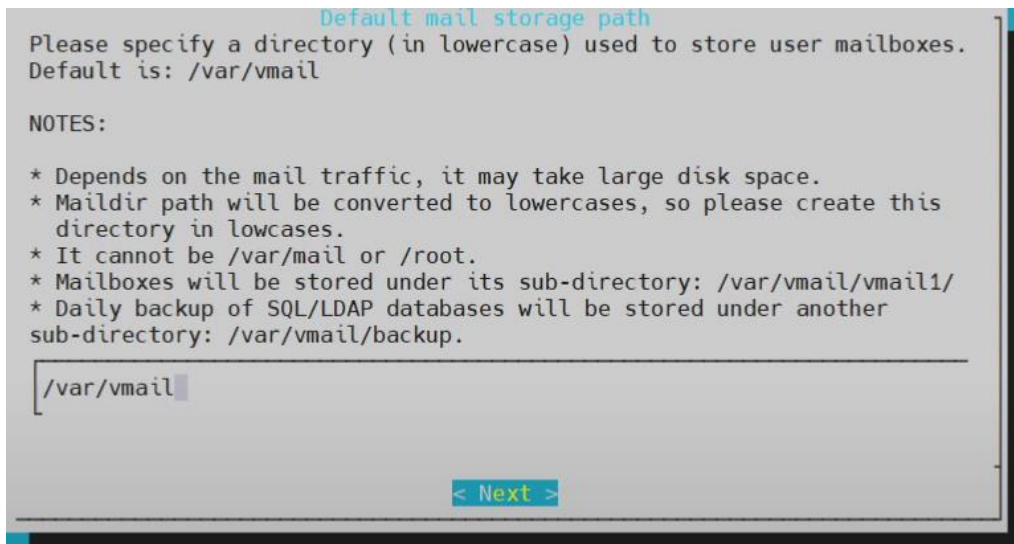 Default mail storage path
Please specify a directory (in lowercase) used to store user mailboxes.
Default is: /var/vmail
NOTES:
* Depends on the mail traffic, it may take large disk space.
* Maildir path will be converted to lowercases, so please create this
directory in lowcases.
* It cannot be /var/mail or /root.
* Mailboxes will be stored under its sub-directory: /var/vmail/vmail1/
* Daily backup of SQL/LDAP databases will be stored under another
sub-directory: /var/vmail/backup.
/var/vmail
< Next >